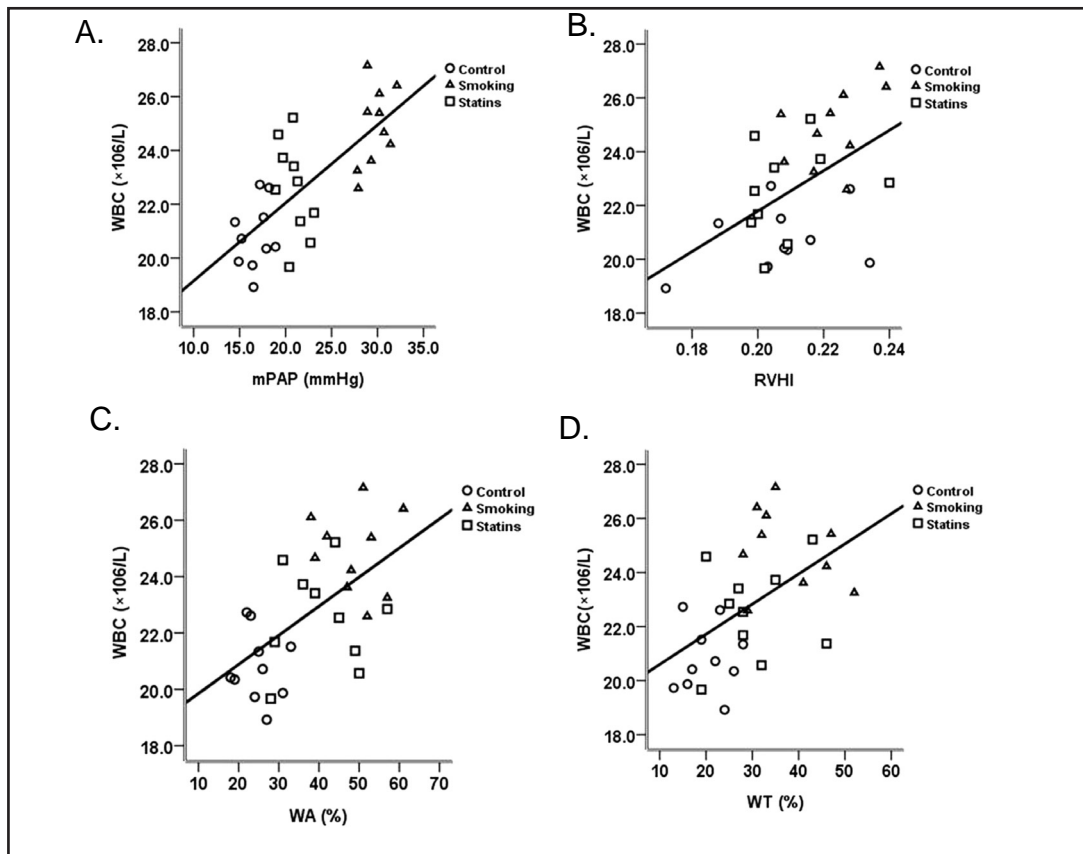 A.
WBC (×106/L)
28.0
26.0
24.0
22.0
20.0
18.0
10.0 15.0 20.0 25.0 30.0 35.0
mPAP (mmHg)
Control
Smoking
Statins
B.
WBC (×106/L)
28.0
26.0
24.0
22.0
20.0
18.0
0.18 0.20 0.22 0.24
RVHI
Control
Smoking
Statins
C.
WBC (×106/L)
28.0
26.0
24.0
22.0
20.0
18.0
10 20 30 40 50 60 70
WA (%)
Control
Smoking
Statins
D.
WBC(×106/L)
28.0
26.0
24.0
22.0
20.0
18.0
10 20 30 40 50 60
WT (%)
Control
Smoking
Statins